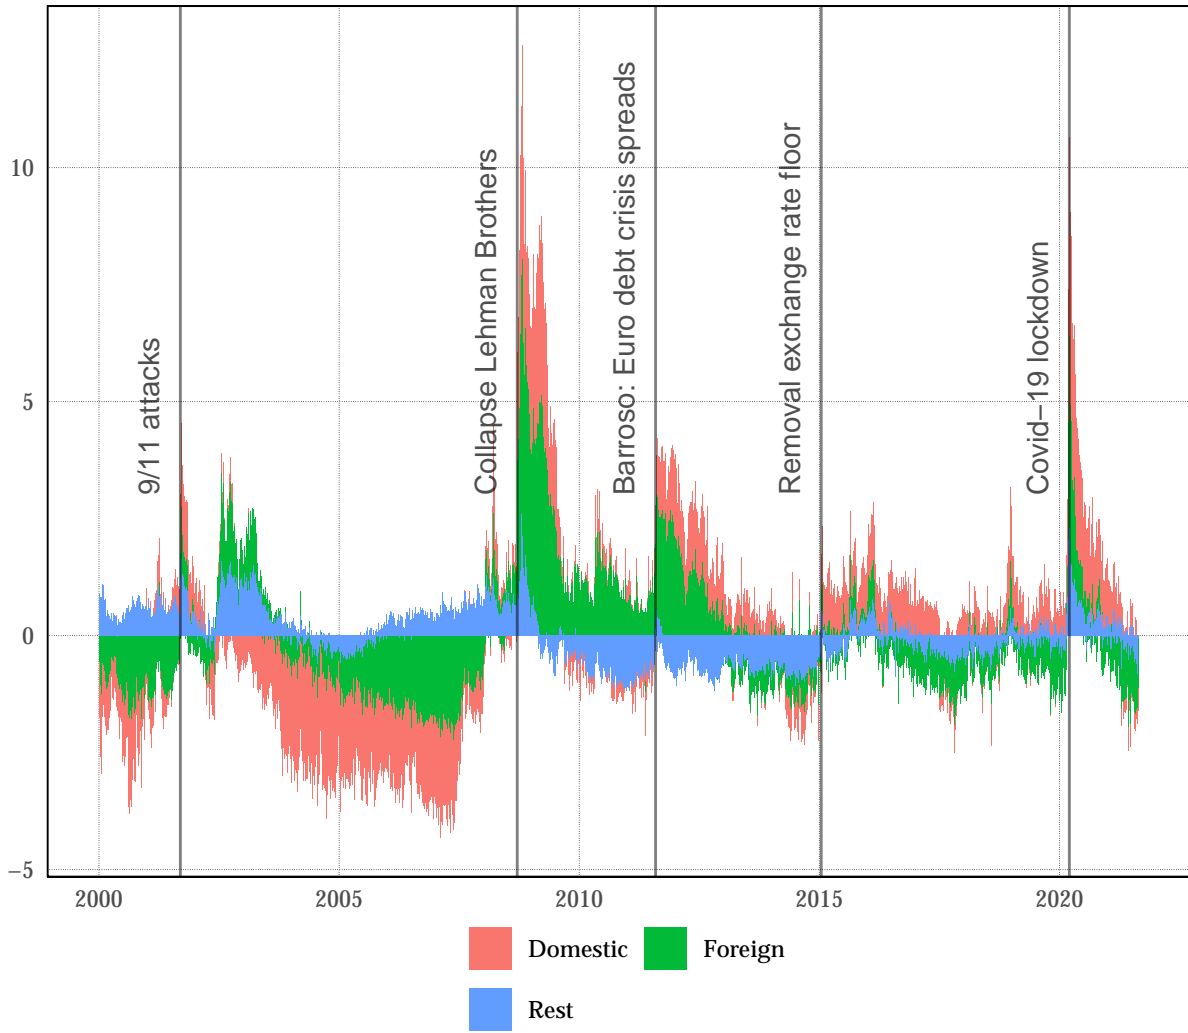 10
5
0
−5
9/11 attacks
Collapse Lehman Brothers
Barroso: Euro debt crisis spreads
Removal exchange rate floor
Covid−19 lockdown
2000 2005 2010 2015 2020
Domestic Foreign
Rest